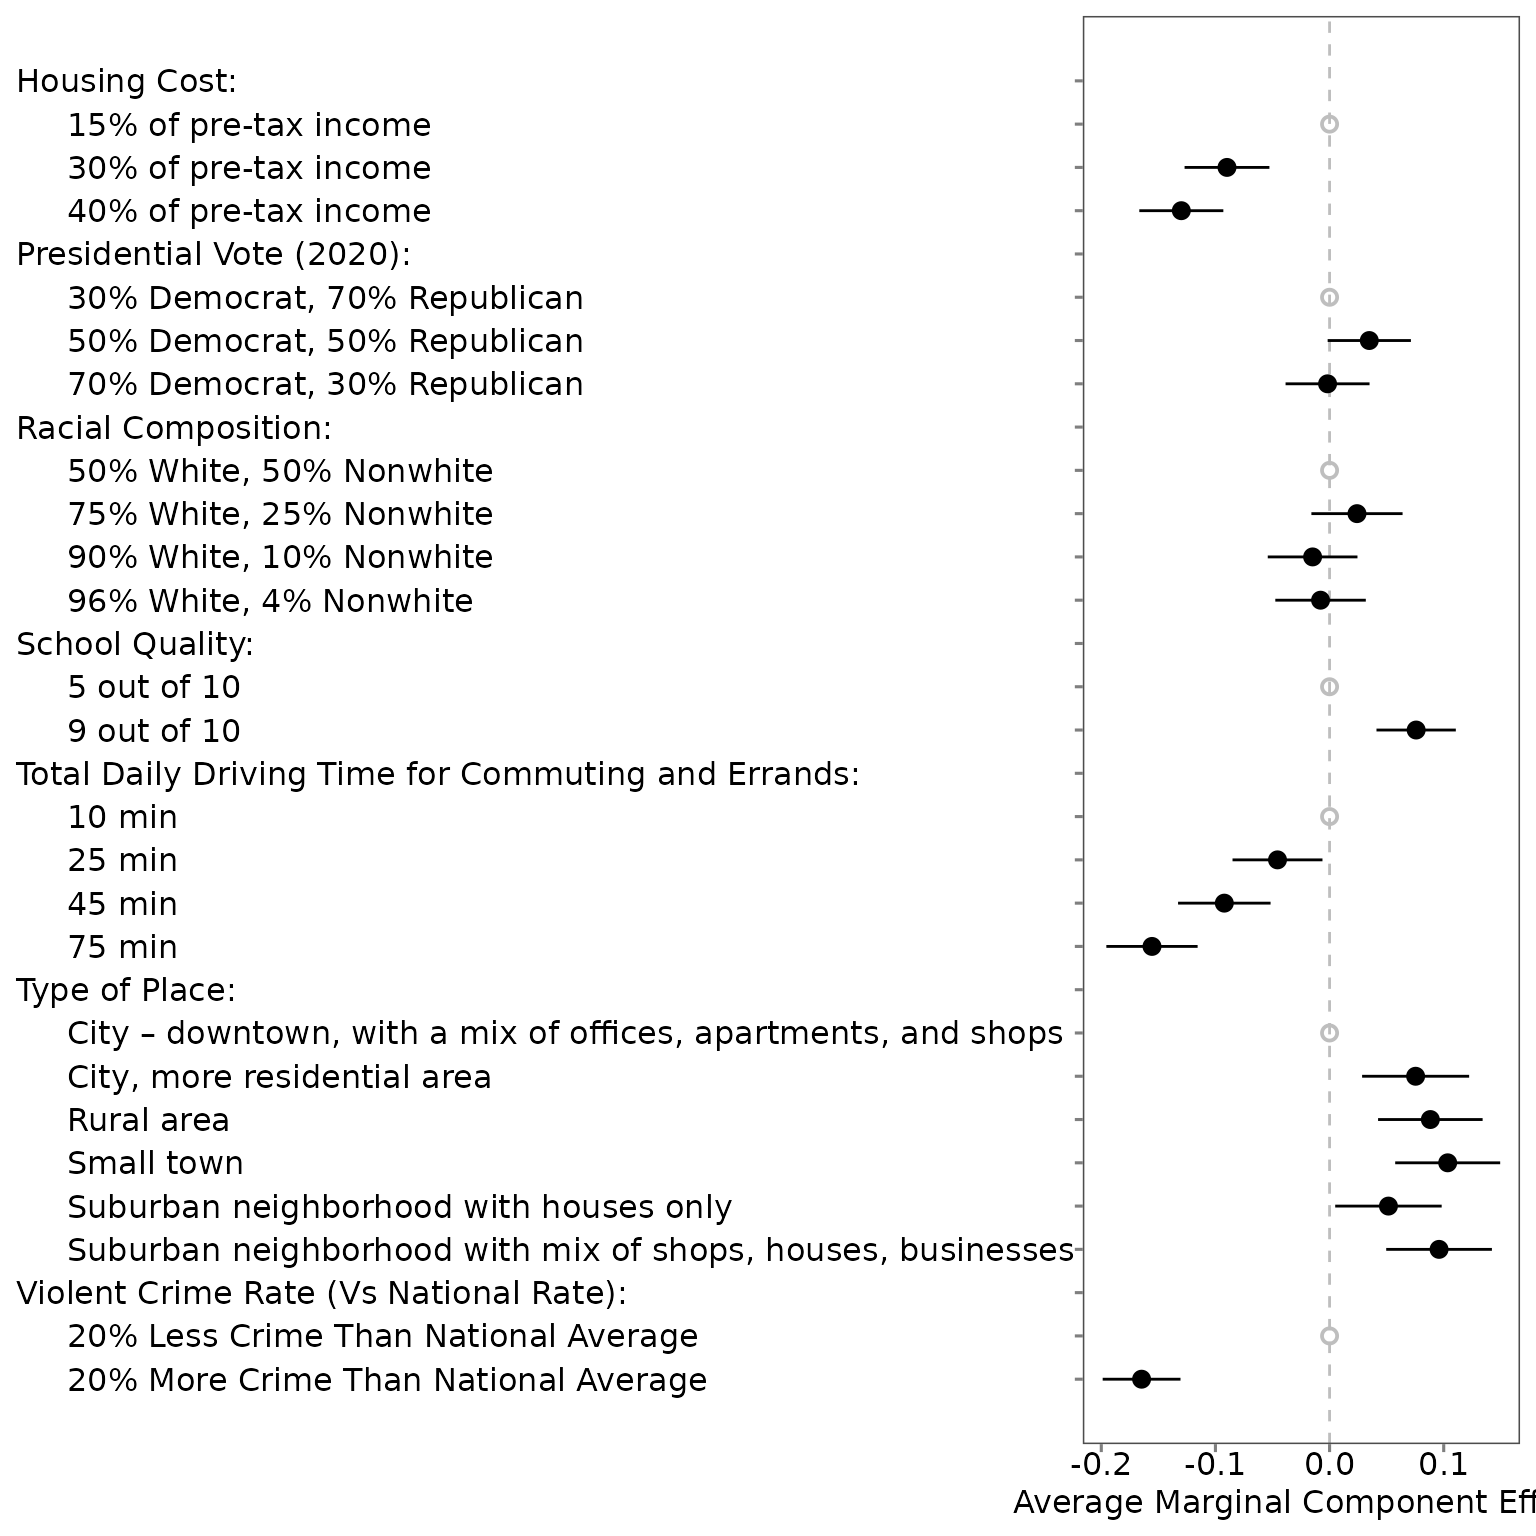 Housing Cost:
15% of pre-tax income
30% of pre-tax income
40% of pre-tax income
Presidential Vote (2020):
30% Democrat, 70% Republican
50% Democrat, 50% Republican
70% Democrat, 30% Republican
Racial Composition:
50% White, 50% Nonwhite
75% White, 25% Nonwhite
90% White, 10% Nonwhite
96% White, 4% Nonwhite
School Quality:
5 out of 10
9 out of 10
Total Daily Driving Time for Commuting and Errands:
10 min
25 min
45 min
75 min
Type of Place:
City – downtown, with a mix of offices, apartments, and shops
City, more residential area
Rural area
Small town
Suburban neighborhood with houses only
Suburban neighborhood with mix of shops, houses, businesses
Violent Crime Rate (Vs National Rate):
20% Less Crime Than National Average
20% More Crime Than National Average
-0.2 -0.1 0.0 0.1
Average Marginal Component Eff